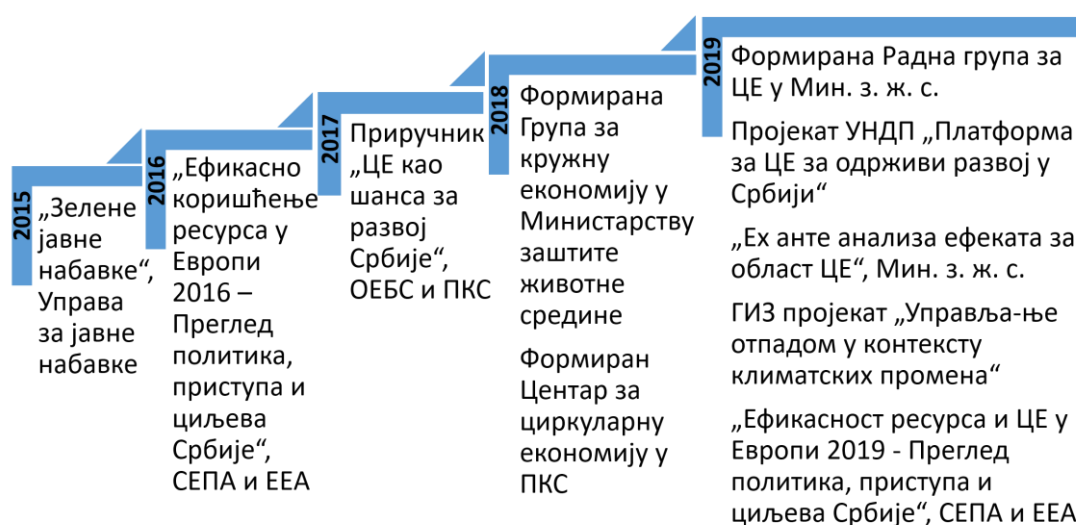 2015
„Зелене
јавне
набавке“,
Управа
за јавне
набавке
2016
„Ефикасно
коришћење
ресурса у
Европи
2016 –
Преглед
политика,
приступа и
циљева
Србије“,
СЕПА и ЕЕА
2017
Приручник
„ЦЕ као
шанса за
развој
Србије“,
ОЕБС и ПКС
2018
Формирана
Група за
кружну
економију у
Министарству
заштите
животне
средине
Формиран
Центар за
циркуларну
економију у
ПКС
2019
Формирана Радна група за
ЦЕ у Мин. з. ж. с.
Пројекат УНДП „Платформа
за ЦЕ за одрживи развој у
Србији“
„Ex анте анализа ефеката за
област ЦЕ“, Мин. з. ж. с.
ГИЗ пројекат „Управља-ње
отпадом у контексту
климатских промена“
„Ефикасност ресурса и ЦЕ у
Европи 2019 - Преглед
политика, приступа и
циљева Србије“, СЕПА и ЕЕА